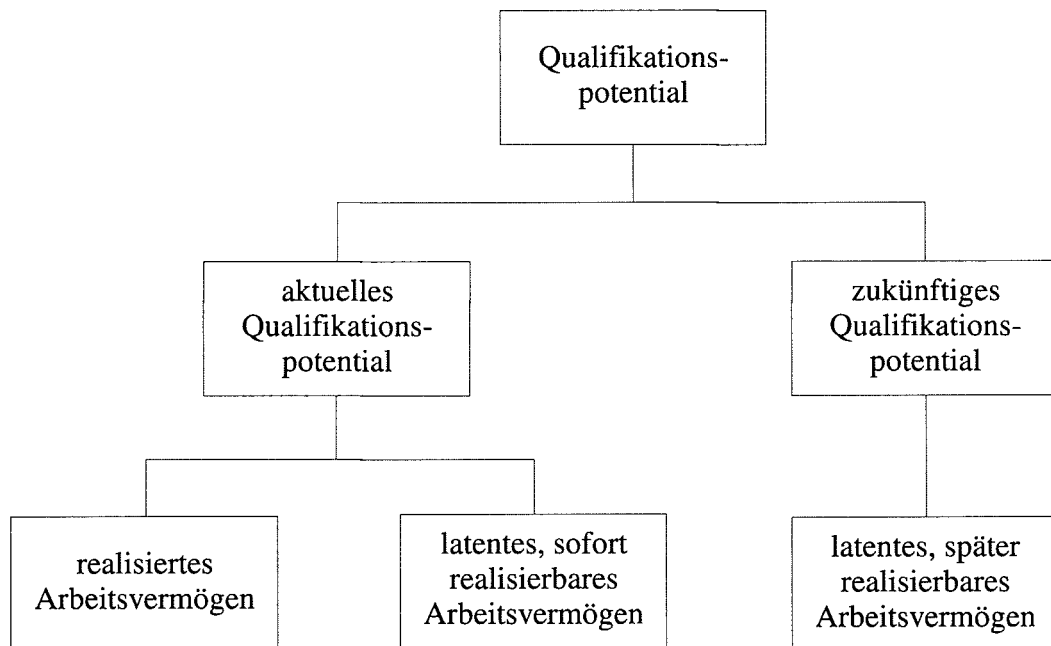 Qualifikations-
potential
aktuelles
Qualifikations-
potential
zukünftiges
Qualifikations-
potential
realisiertes
Arbeitsvermögen
latentes, sofort
realisierbares
Arbeitsvermögen
latentes, später
realisierbares
Arbeitsvermögen